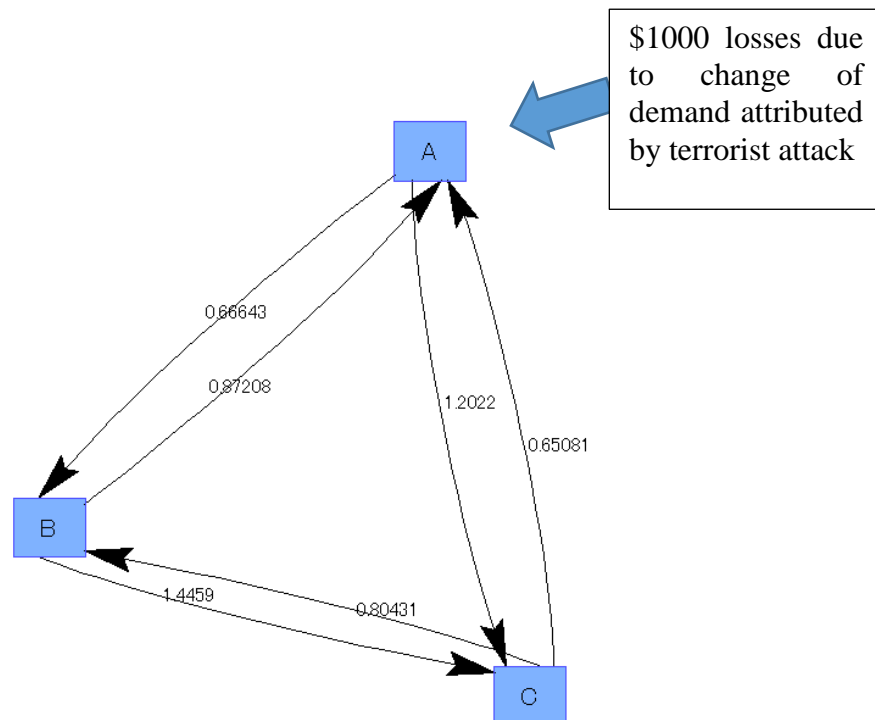 $1000 losses due
to change of
demand attributed
by terrorist attack
A
0.66643
0.87208
1.2022
0.65081
B
1.4459
0.80431
C